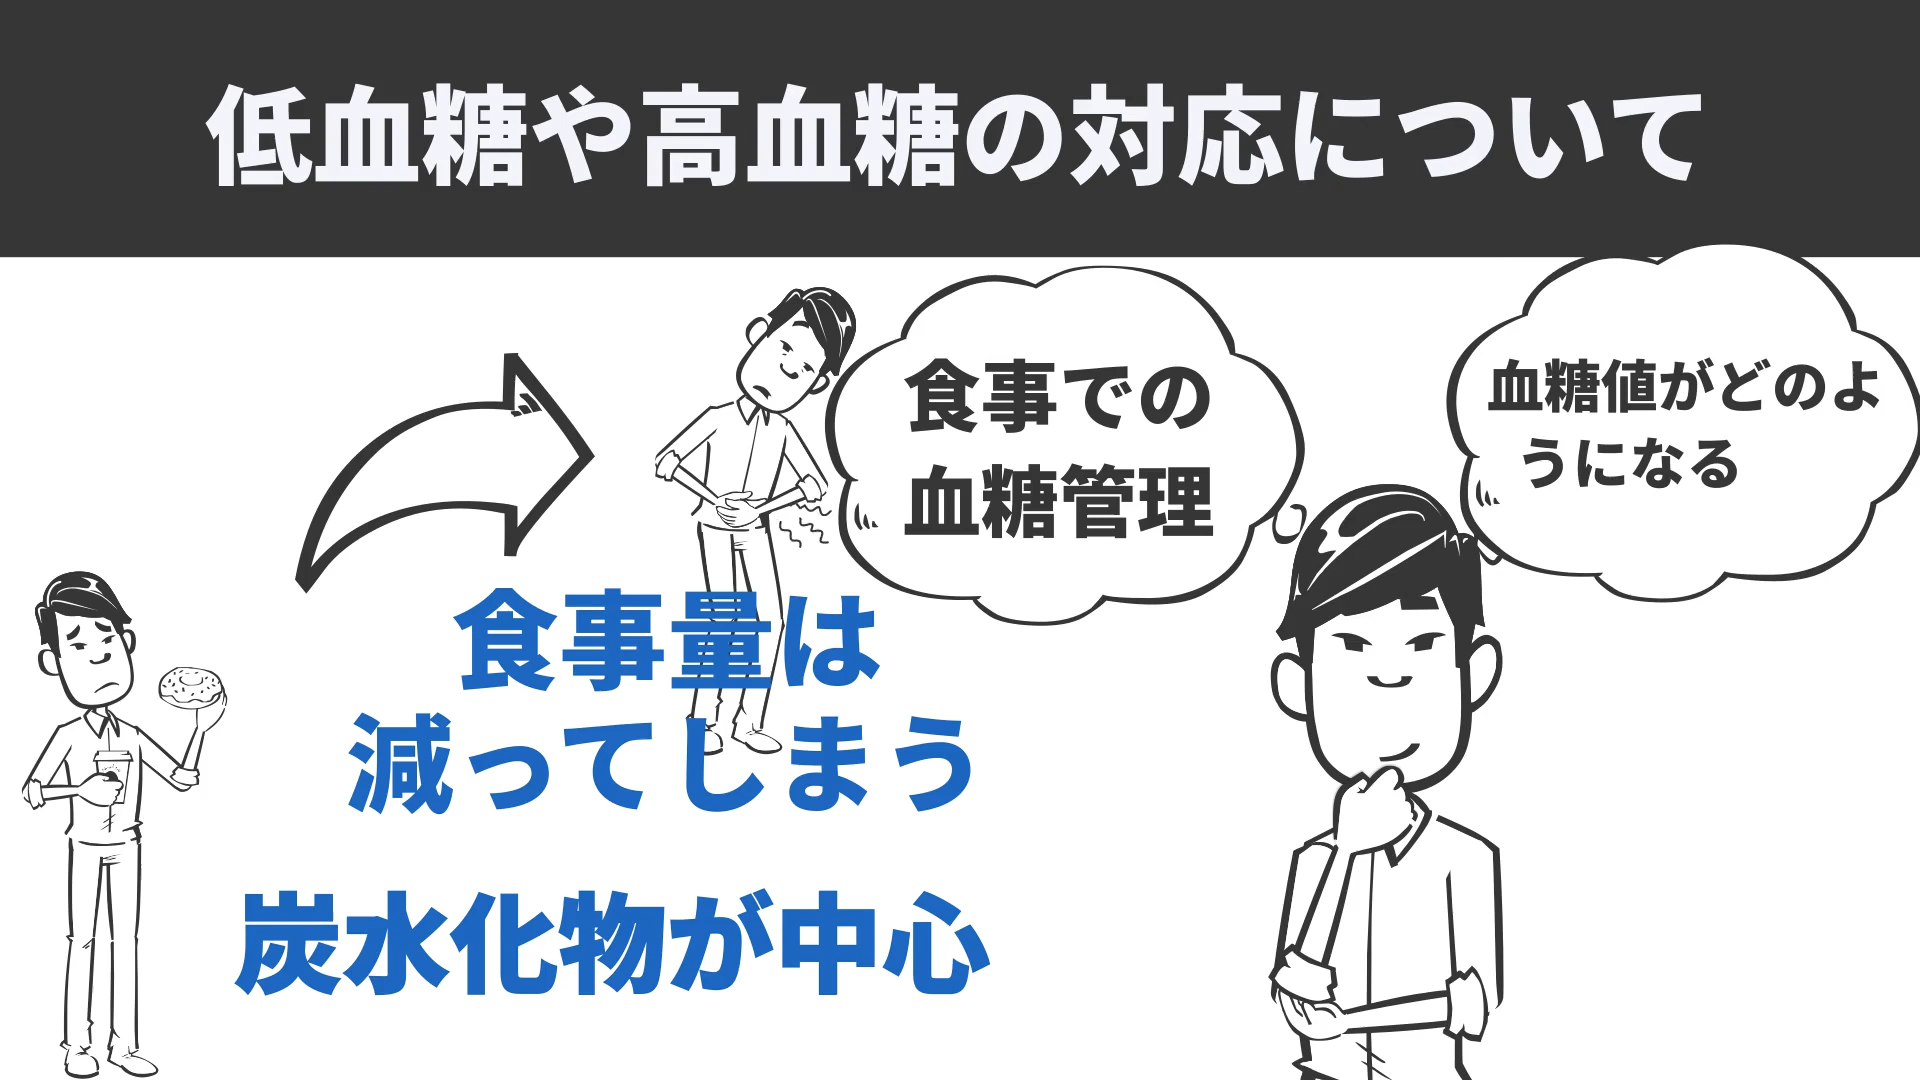 低血糖や高血糖の対応について
食事での
血糖管理
血糖値がどのよ
うになる
食事量は
減ってしまう
炭水化物が中心